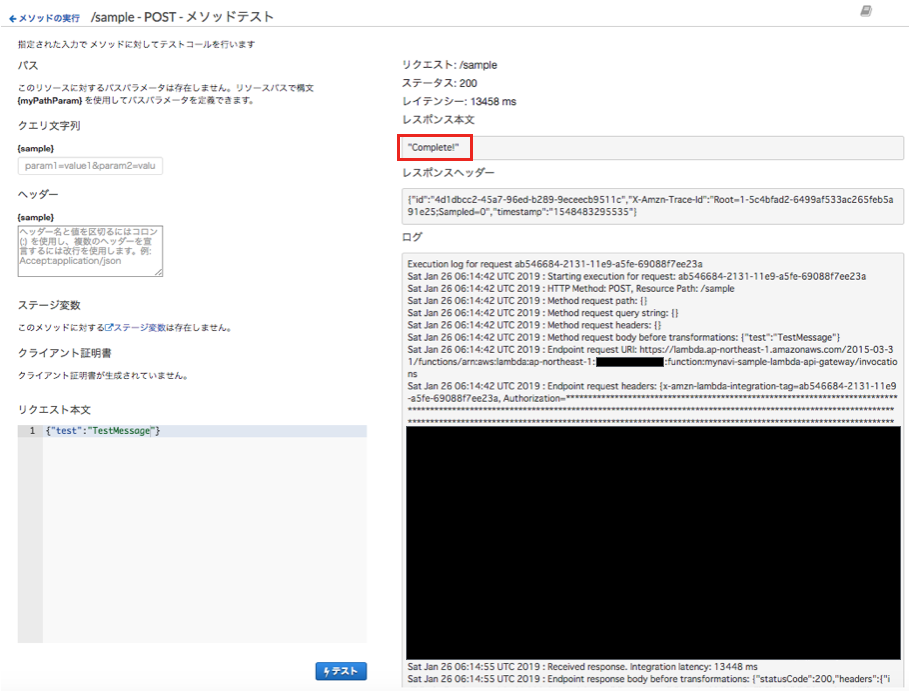 メソッドの実行 /sample - POST - メソッドテスト
指定された入力で メソッドに対してテストコールを行います
パス
このリソースに対するパスパラメータは存在しません。リソースパスで構文
{myPathParam} を使用してパスパラメータを定義できます。
クエリ文字列
{sample}
param1=value1&param2=valu
ヘッダー
{sample}
ヘッダー名と値を区切るにはコロン
(:) を使用し、複数のヘッダーを宣
言するには改行を使用します。例:
Accept:application/json
ステージ変数
このメソッドに対するステージ変数は存在しません。
クライアント証明書
クライアント証明書が生成されていません。
リクエスト本文
1 {"test":"TestMessage"}
テスト
リクエスト: /sample
ステータス: 200
レイテンシー: 13458 ms
レスポンス本文
"Complete!"
レスポンスヘッダー
{"id":"4d1dbcc2-45a7-96ed-b289-9eceecb9511c","X-Amzn-Trace-Id":"Root=1-5c4bfad2-6499af533ac265feb5a
91e25;Sampled=0","timestamp":"1548483295535"}
ログ
Execution log for request ab546684-2131-11e9-a5fe-69088f7ee23a
Sat Jan 26 06:14:42 UTC 2019 : Starting execution for request: ab546684-2131-11e9-a5fe-69088f7ee23a
Sat Jan 26 06:14:42 UTC 2019 : HTTP Method: POST, Resource Path: /sample
Sat Jan 26 06:14:42 UTC 2019 : Method request path: {}
Sat Jan 26 06:14:42 UTC 2019 : Method request query string: {}
Sat Jan 26 06:14:42 UTC 2019 : Method request headers: {}
Sat Jan 26 06:14:42 UTC 2019 : Method request body before transformations: {"test":"TestMessage"}
Sat Jan 26 06:14:42 UTC 2019 : Endpoint request URI: https://lambda.ap-northeast-1.amazonaws.com/2015-03-3
1/functions/arn:aws:lambda:ap-northeast-1: :function:mynavi-sample-lambda-api-gateway/invocatio
ns
Sat Jan 26 06:14:42 UTC 2019 : Endpoint request headers: {x-amzn-lambda-integration-tag=ab546684-2131-11e9
-a5fe-69088f7ee23a, Authorization=
Sat Jan 26 06:14:55 UTC 2019 : Received response. Integration latency: 13448 ms
Sat Jan 26 06:14:55 UTC 2019 : Endpoint response body before transformations: {"statusCode":200,"headers":{"i